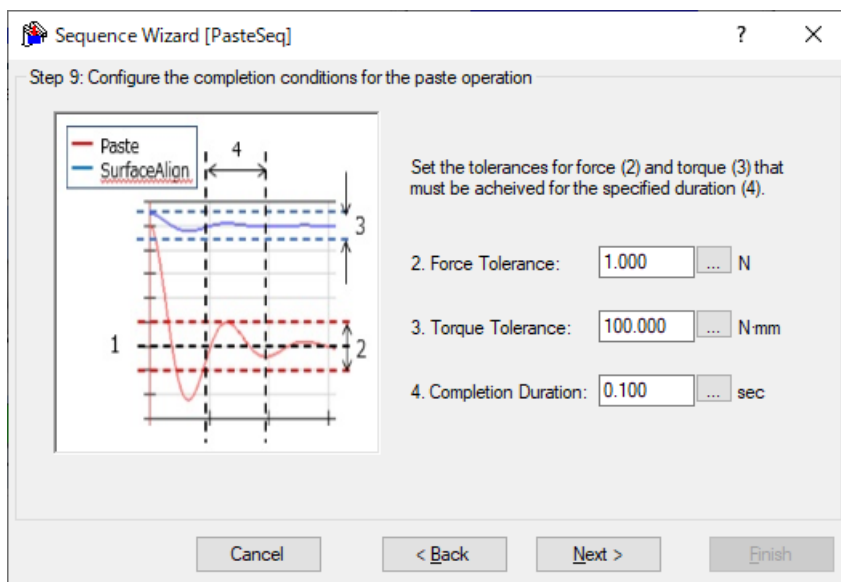 Sequence Wizard [PasteSeq]
?
Step 9: Configure the completion conditions for the paste operation
Paste
SurfaceAlign
4
3
1
2
Set the tolerances for force (2) and torque (3) that
must be acheived for the specified duration (4).
2. Force Tolerance: 1.000 ... N
3. Torque Tolerance: 100.000 ... N·mm
4. Completion Duration: 0.100 ... sec
Cancel < Back Next > Finish